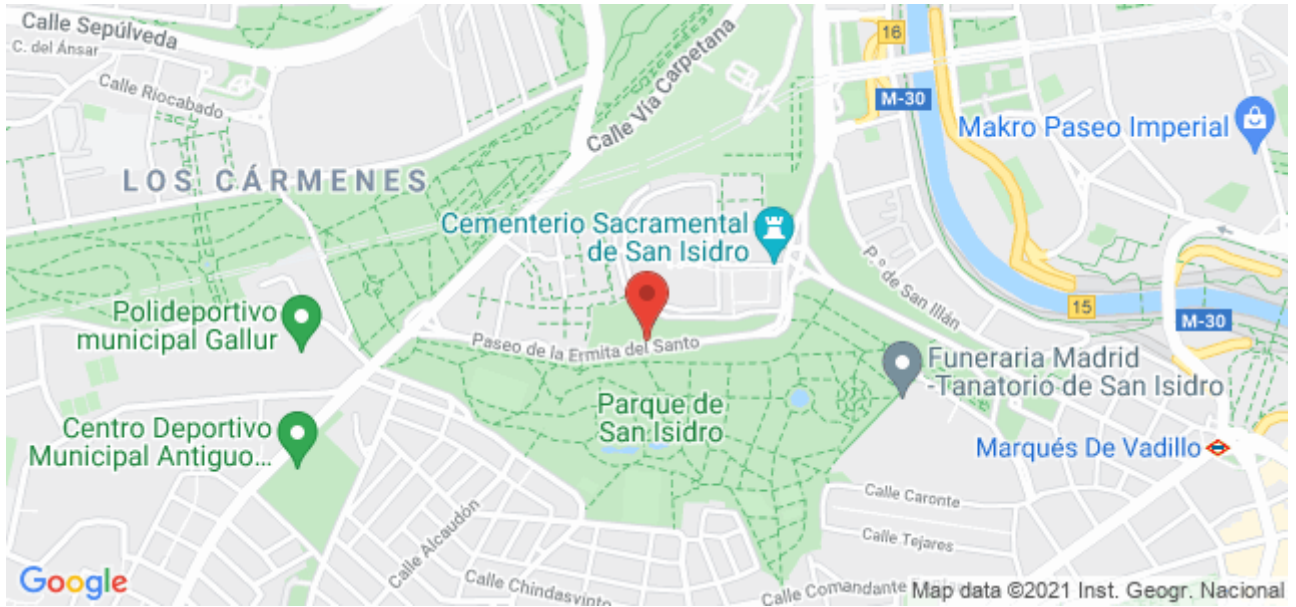 Calle Sepúlveda
C. del Ánsar
Calle Riocabado
LOS CÁRMENES
Calle Vía Carpetana
16
M-30
Makro Paseo Imperial
Cementerio Sacramental
de San Isidro
P.º de San Illán
15
M-30
Polideportivo
municipal Gallur
Paseo de la Ermita del Santo
Funeraria Madrid
-Tanatorio de San Isidro
Parque de
San Isidro
Centro Deportivo
Municipal Antiguo...
Marqués De Vadillo
Calle Caronte
Calle Alcaudón
Calle Tejares
Calle Chindasvinto
Calle Comandante
Google
Map data ©2021 Inst. Geogr. Nacional